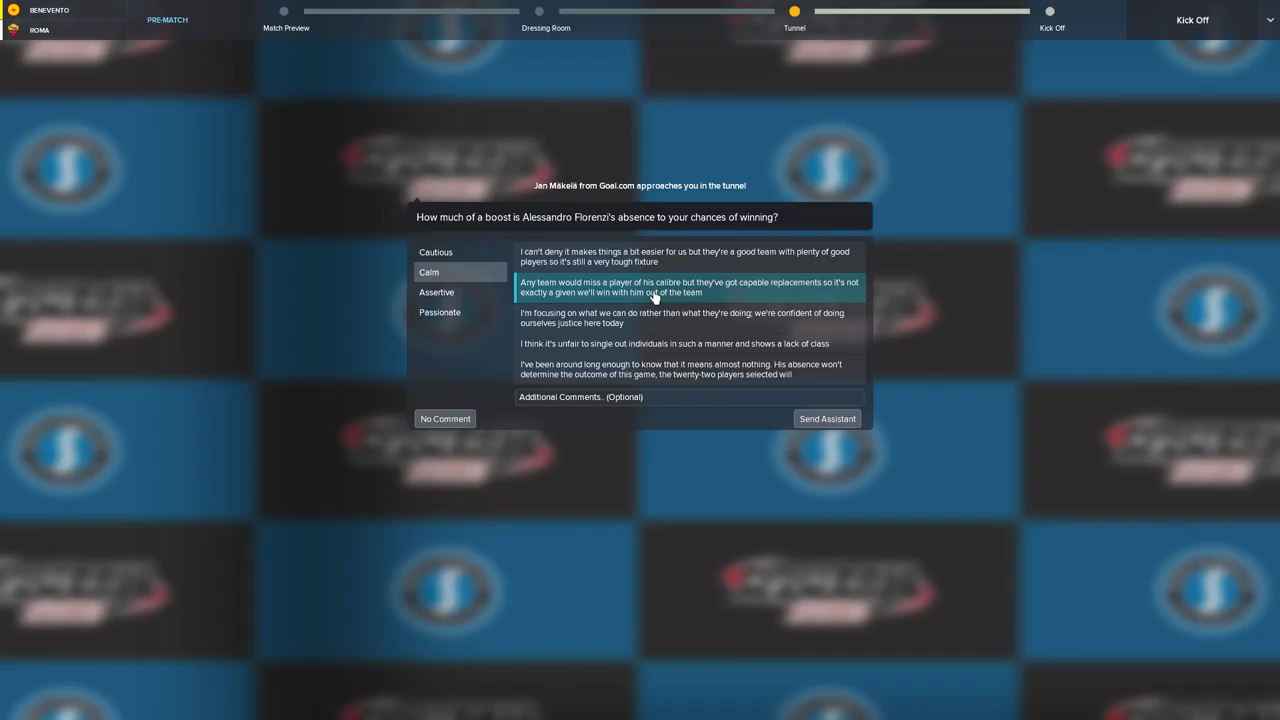 BENEVENTO
ROMA
PRE-MATCH
Match Preview
Dressing Room
Tunnel
Kick Off
Kick Off
Jan Mäkelä from Goal.com approaches you in the tunnel
How much of a boost is Alessandro Florenzi's absence to your chances of winning?
Cautious
Calm
Assertive
Passionate
I can't deny it makes things a bit easier for us but they're a good team with plenty of good
players so it's still a very tough fixture
Any team would miss a player of his calibre but they've got capable replacements so it's not
exactly a given we'll win with him out of the team
I'm focusing on what we can do rather than what they're doing; we're confident of doing
ourselves justice here today
I think it's unfair to single out individuals in such a manner and shows a lack of class
I've been around long enough to know that it means almost nothing. His absence won't
determine the outcome of this game, the twenty-two players selected will
Additional Comments.. (Optional)
No Comment
Send Assistant